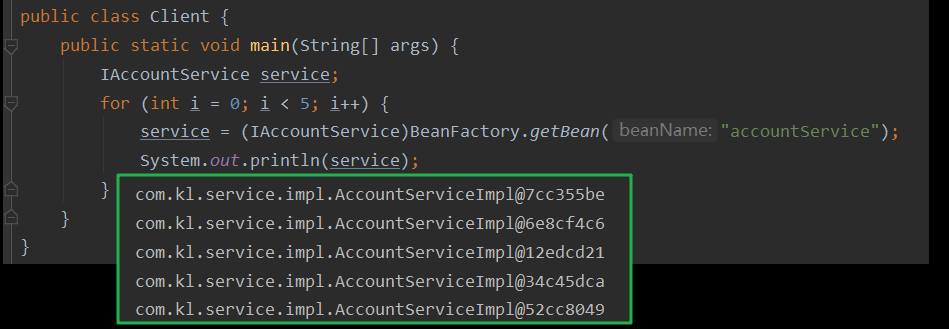 public class Client {
public static void main(String[] args) {
IAccountService service;
for (int i = 0; i < 5; i++) {
service = (IAccountService)BeanFactory.getBean( beanName: "accountService");
System.out.println(service);
}
com.kl.service.impl.AccountServiceImpl@7cc355be
com.kl.service.impl.AccountServiceImpl@6e8cf4c6
}
com.kl.service.impl.AccountServiceImpl@12edcd21
}
com.kl.service.impl.AccountServiceImpl@34c45dca
com.kl.service.impl.AccountServiceImpl@52cc8049